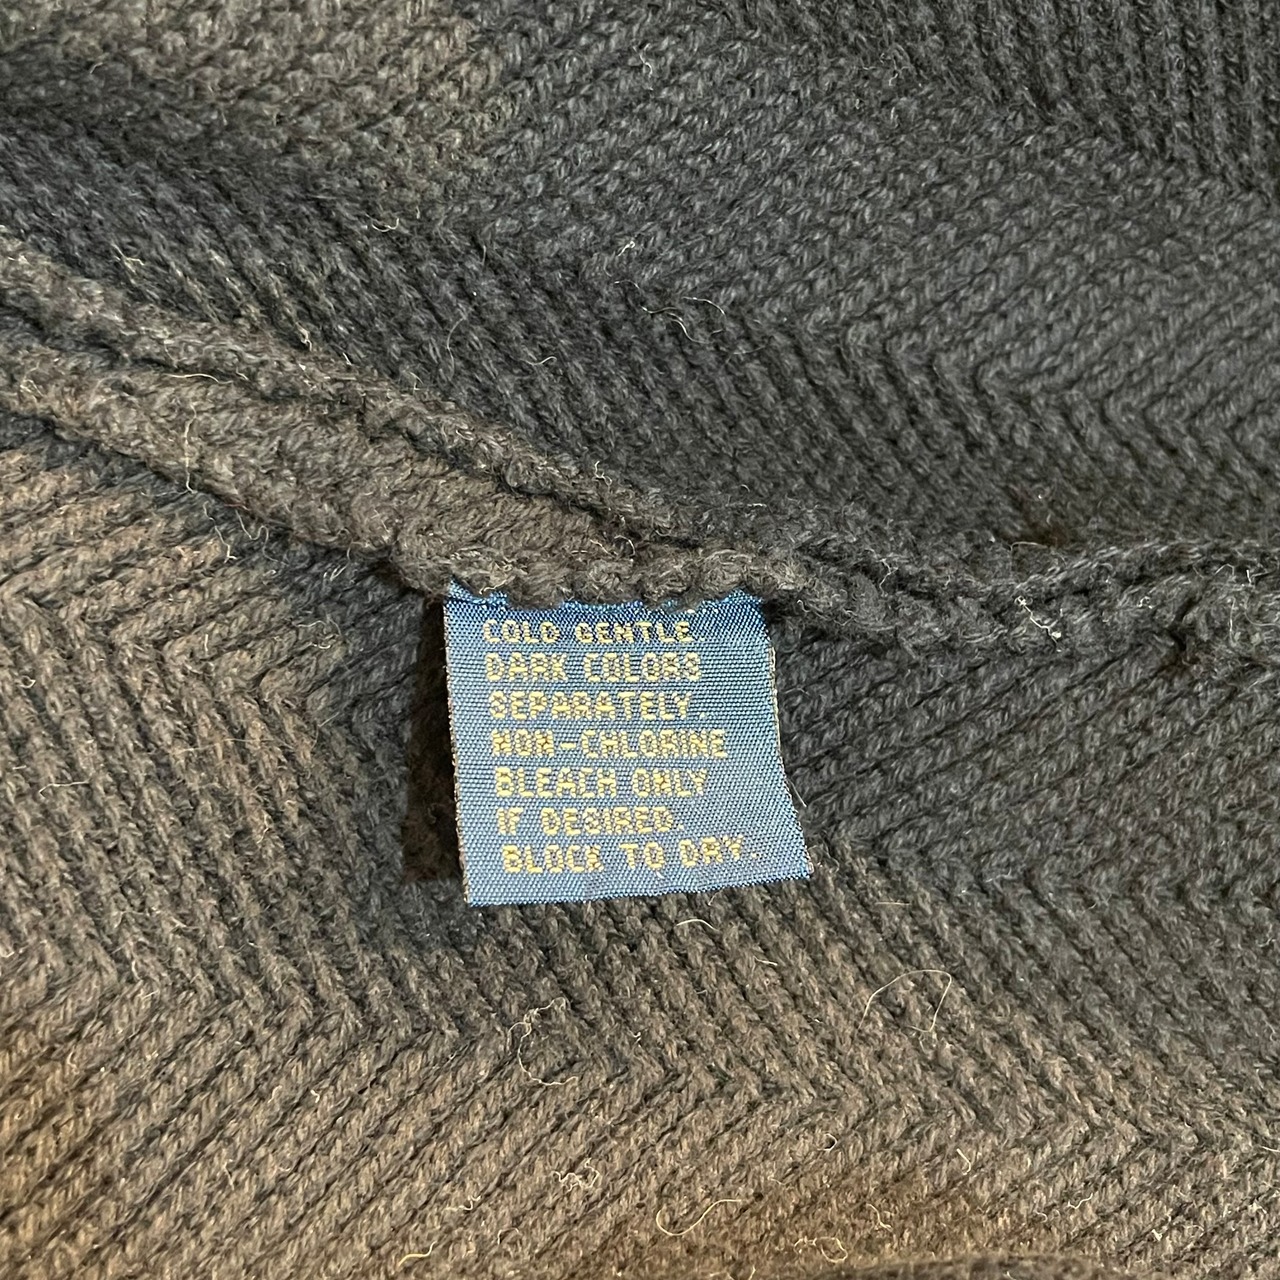 COLD GENTLE.
DARK COLORS
SEPARATELY.
NON-CHLORINE
BLEACH ONLY
IF DESIRED.
BLOCK TO DRY.